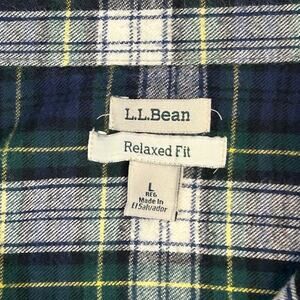 L.L.Bean
Relaxed Fit
L
REG
Made In
El Salvador